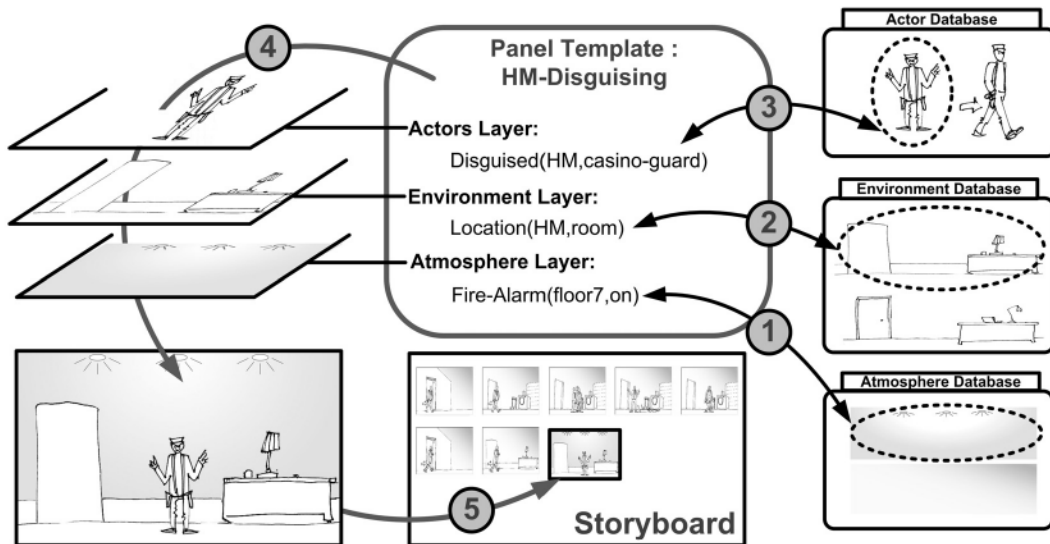 4
Panel Template :
HM-Disguising
Actors Layer:
Disguised(HM,casino-guard)
Environment Layer:
Location(HM,room)
Atmosphere Layer:
Fire-Alarm(floor7,on)
3
2
1
Actor Database
Environment Database
Atmosphere Database
5
Storyboard